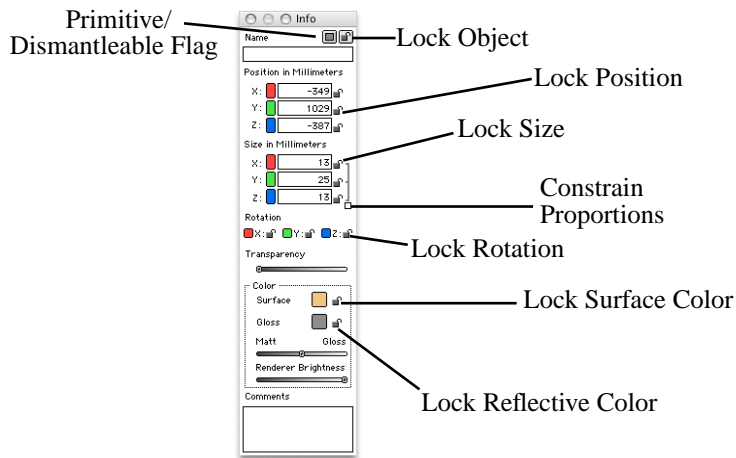 Primitive/
Dismantleable Flag
Info
Name
Lock Object
Position in Millimeters
X: -349
Lock Position
Y: 1029
Z: -387
Lock Size
Size in Millimeters
X: 13
Y: 25
Z: 13
Constrain
Proportions
Rotation
X: Y: Z:
Lock Rotation
Transparency
Color
Surface
Lock Surface Color
Gloss
Matt Gloss
Renderer Brightness
Lock Reflective Color
Comments